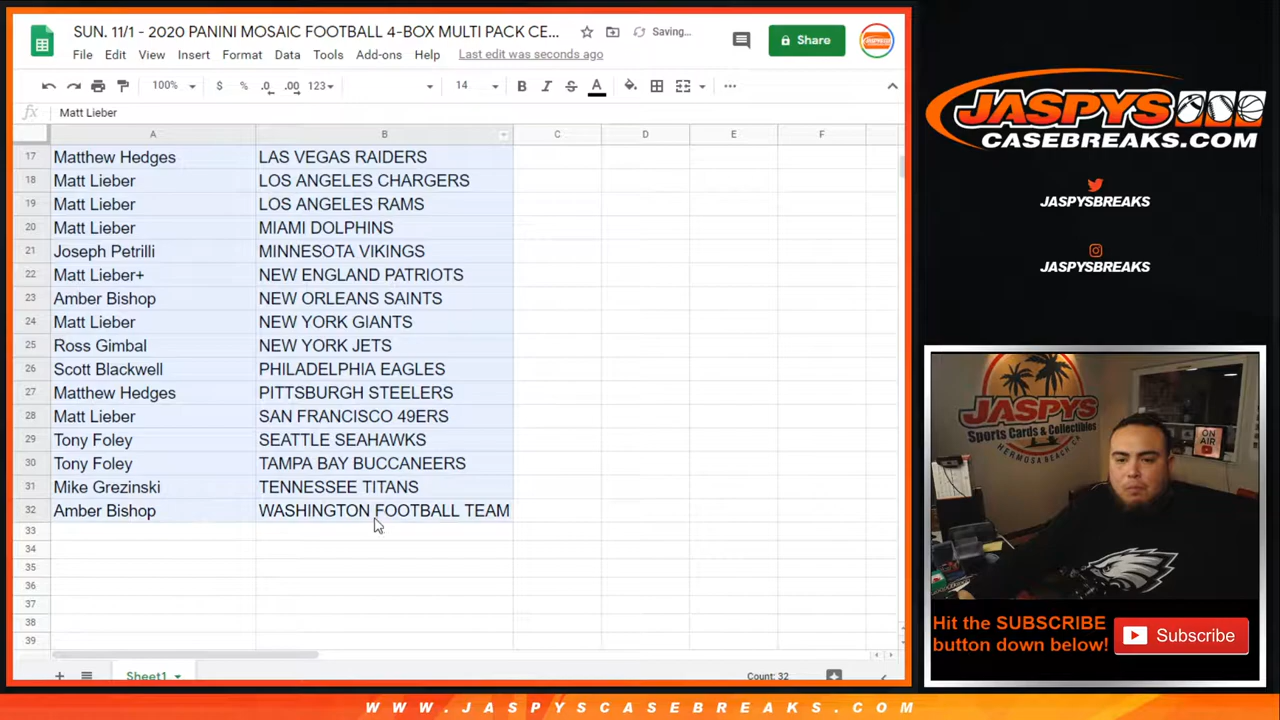 SUN. 11/1 - 2020 PANINI MOSAIC FOOTBALL 4-BOX MULTI PACK CE...
Saving...
Share
File Edit View Insert Format Data Tools Add-ons Help Last edit was seconds ago
100% $ % .0 .00 123 14 B I S A
fx Matt Lieber
A B C D E F
17 Matthew Hedges LAS VEGAS RAIDERS
18 Matt Lieber LOS ANGELES CHARGERS
19 Matt Lieber LOS ANGELES RAMS
20 Matt Lieber MIAMI DOLPHINS
21 Joseph Petrilli MINNESOTA VIKINGS
22 Matt Lieber+ NEW ENGLAND PATRIOTS
23 Amber Bishop NEW ORLEANS SAINTS
24 Matt Lieber NEW YORK GIANTS
25 Ross Gimbal NEW YORK JETS
26 Scott Blackwell PHILADELPHIA EAGLES
27 Matthew Hedges PITTSBURGH STEELERS
28 Matt Lieber SAN FRANCISCO 49ERS
29 Tony Foley SEATTLE SEAHAWKS
30 Tony Foley TAMPA BAY BUCCANEERS
31 Mike Grezinski TENNESSEE TITANS
32 Amber Bishop WASHINGTON FOOTBALL TEAM
33
34
35
36
37
38
39
Sheet1
Count: 32
JASPYS
CASEBREAKS.COM
JASPYSBREAKS
JASPYSBREAKS
JASPYS
Sports Cards & Collectibles
HERMOSA BEACH
ON AIR
Hit the SUBSCRIBE
button down below!
Subscribe
WWW.JASPYSCASEBREAKS.COM